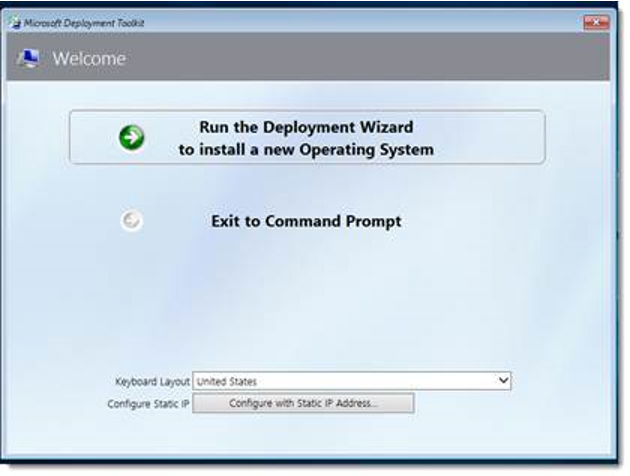 Microsoft Deployment Toolkit
Welcome
Run the Deployment Wizard
to install a new Operating System
Exit to Command Prompt
Keyboard Layout United States
Configure Static IP Configure with Static IP Address...